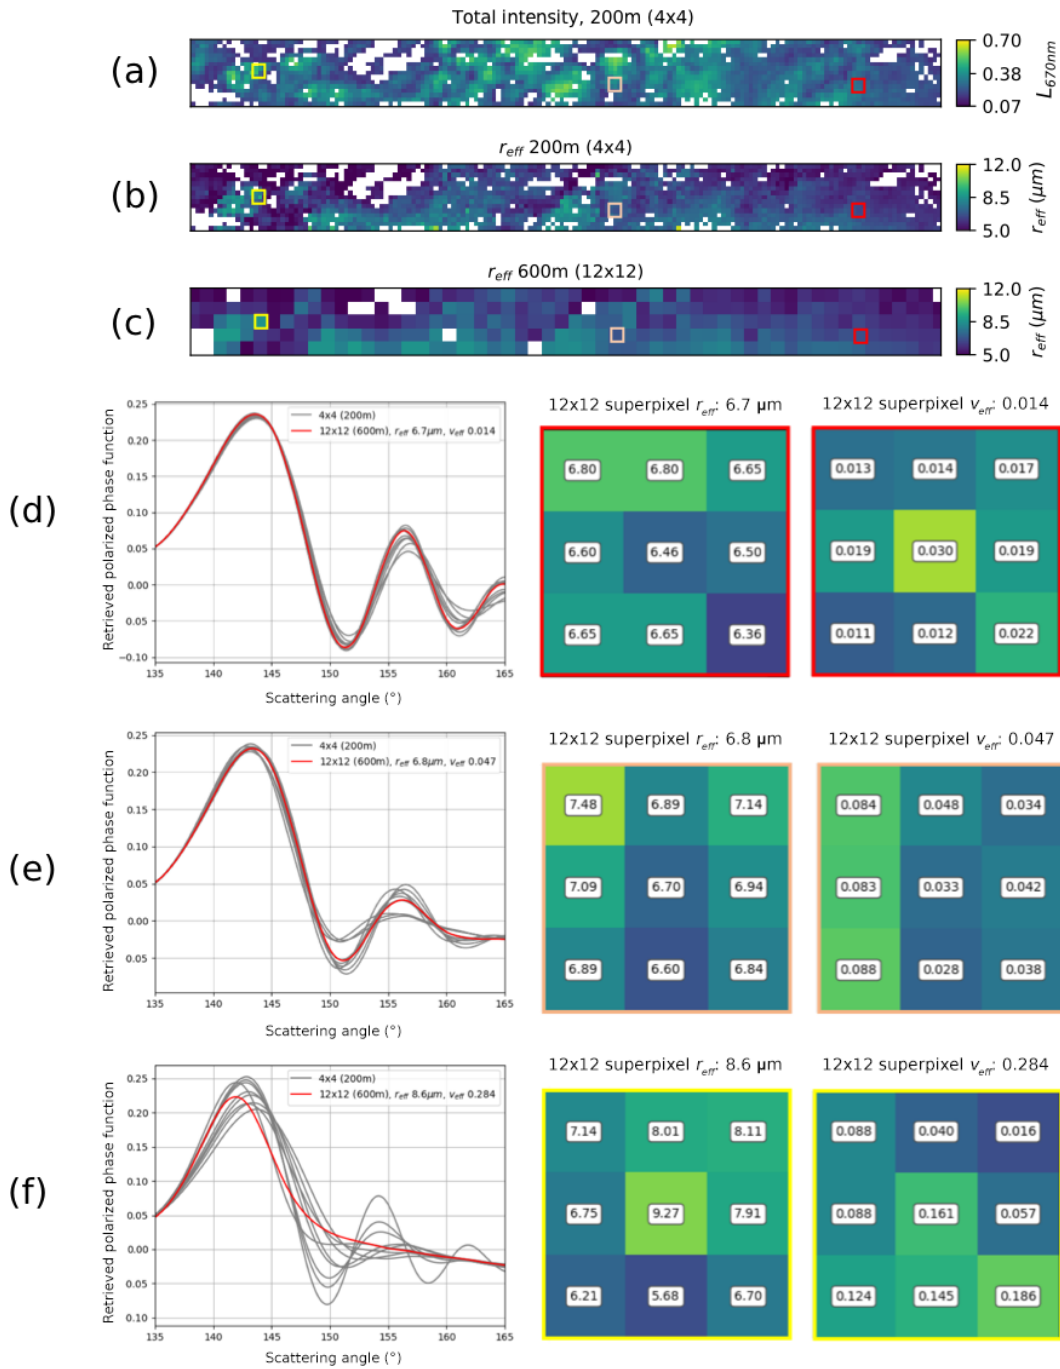 Total intensity, 200m (4x4)
(a)
0.70
0.38
0.07
L670nm
reff 200m (4x4)
(b)
12.0
8.5
5.0
reff (μm)
reff 600m (12x12)
(c)
12.0
8.5
5.0
reff (μm)
(d)
Retrieved polarized phase function
0.25
0.20
0.15
0.10
0.05
0.00
0.05
−0.10
4x4 (200m)
12x12 (600m), reff 6.7μm, veff 0.014
135 140 145 150 155 160 165
Scattering angle (°)
12x12 superpixel reff: 6.7 μm
6.80 6.80 6.65
6.60 6.46 6.50
6.65 6.65 6.36
12x12 superpixel veff: 0.014
0.013 0.014 0.017
0.019 0.030 0.019
0.011 0.012 0.022
(e)
Retrieved polarized phase function
0.25
0.20
0.15
0.10
0.05
0.00
0.05
4x4 (200m)
12x12 (600m), reff 6.8μm, veff 0.047
135 140 145 150 155 160 165
Scattering angle (°)
12x12 superpixel reff: 6.8 μm
7.48 6.89 7.14
7.09 6.70 6.94
6.89 6.60 6.84
12x12 superpixel veff: 0.047
0.084 0.048 0.034
0.083 0.033 0.042
0.088 0.028 0.038
(f)
Retrieved polarized phase function
0.25
0.20
0.15
0.10
0.05
0.00
0.05
0.10
4x4 (200m)
12x12 (600m), reff 8.6μm, veff 0.284
135 140 145 150 155 160 165
Scattering angle (°)
12x12 superpixel reff: 8.6 μm
7.14 8.01 8.11
6.75 9.27 7.91
6.21 5.68 6.70
12x12 superpixel veff: 0.284
0.088 0.040 0.016
0.088 0.161 0.057
0.124 0.145 0.186